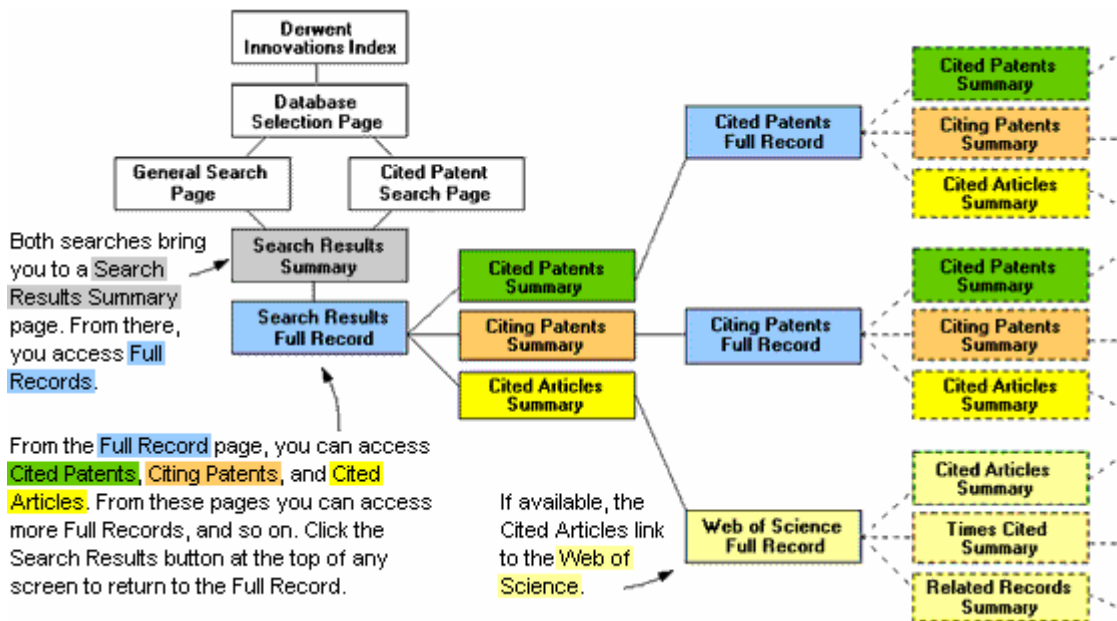 Derwent
Innovations Index
Database
Selection Page
General Search
Page
Cited Patent
Search Page
Both searches bring
you to a Search
Results Summary
page. From there,
you access Full
Records.
Search Results
Summary
Search Results
Full Record
Cited Patents
Summary
Citing Patents
Summary
Cited Articles
Summary
From the Full Record page, you can access
Cited Patents, Citing Patents, and Cited
Articles. From these pages you can access
more Full Records, and so on. Click the
Search Results button at the top of any
screen to return to the Full Record.
If available, the
Cited Articles link
to the Web of
Science.
Cited Patents
Full Record
Citing Patents
Full Record
Web of Science
Full Record
Cited Patents
Summary
Citing Patents
Summary
Cited Articles
Summary
Cited Patents
Summary
Citing Patents
Summary
Cited Articles
Summary
Cited Articles
Summary
Times Cited
Summary
Related Records
Summary